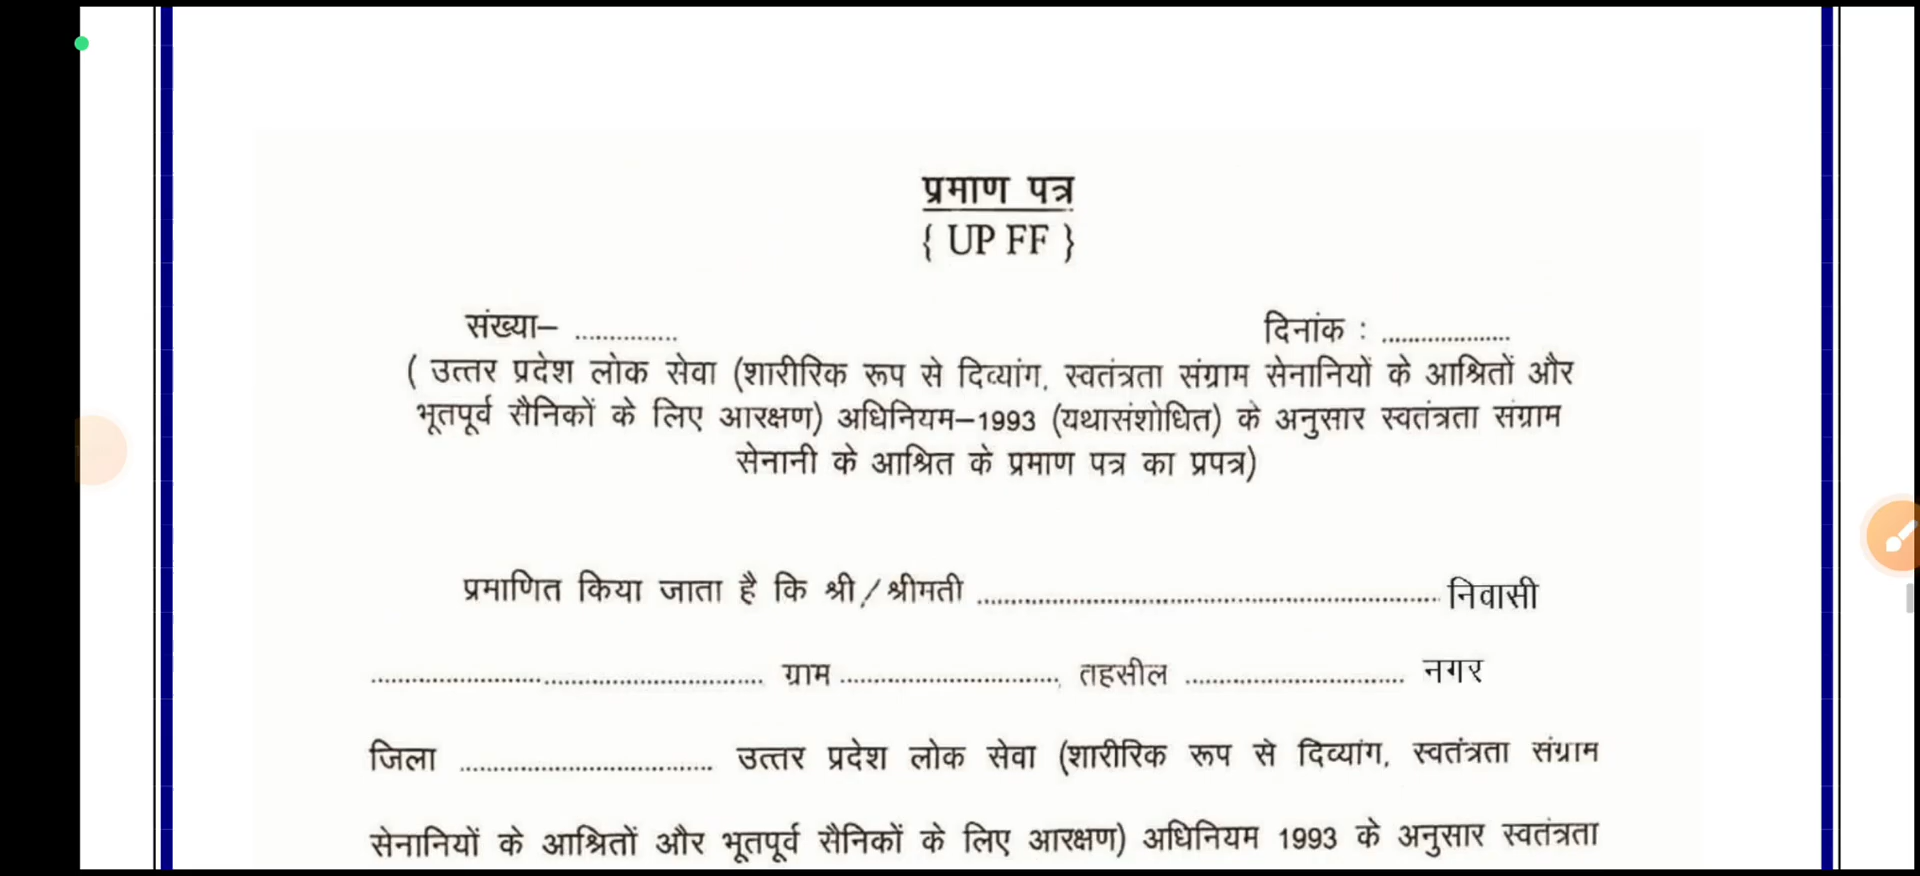 प्रमाण पत्र
{ UP FF }
संख्या– .............. दिनांक : ..................
( उत्तर प्रदेश लोक सेवा (शारीरिक रूप से दिव्यांग, स्वतंत्रता संग्राम सेनानियों के आश्रितों और
भूतपूर्व सैनिकों के लिए आरक्षण) अधिनियम–1993 (यथासंशोधित) के अनुसार स्वतंत्रता संग्राम
सेनानी के आश्रित के प्रमाण पत्र का प्रपत्र)
प्रमाणित किया जाता है कि श्री/श्रीमती ................................................................ निवासी
...................................................... ग्राम .............................., तहसील .............................. नगर
जिला ................................... उत्तर प्रदेश लोक सेवा (शारीरिक रूप से दिव्यांग, स्वतंत्रता संग्राम
सेनानियों के आश्रितों और भूतपूर्व सैनिकों के लिए आरक्षण) अधिनियम 1993 के अनुसार स्वतंत्रता